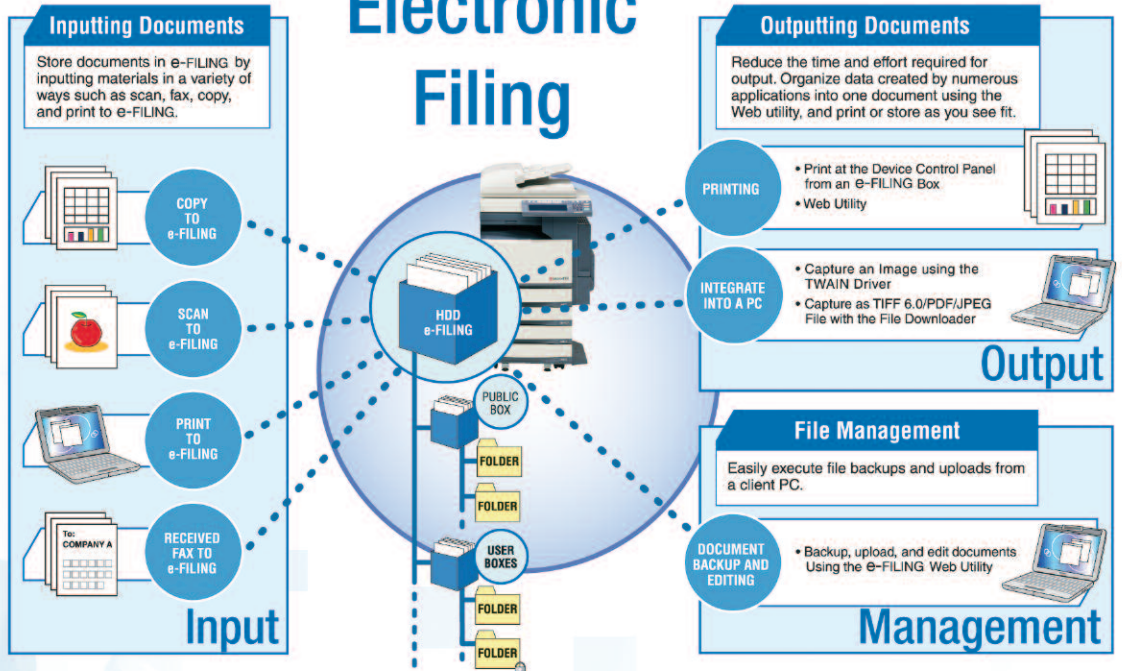 Electronic
Filing
Inputting Documents
Store documents in e-FILING by
inputting materials in a variety of
ways such as scan, fax, copy,
and print to e-FILING.
COPY
TO
e-FILING
SCAN
TO
e-FILING
PRINT
TO
e-FILING
To:
COMPANY A
RECEIVED
FAX TO
e-FILING
Input
HDD
e-FILING
PUBLIC
BOX
FOLDER
FOLDER
USER
BOXES
FOLDER
FOLDER
Outputting Documents
Reduce the time and effort required for
output. Organize data created by numerous
applications into one document using the
Web utility, and print or store as you see fit.
PRINTING
• Print at the Device Control Panel
from an e-FILING Box
• Web Utility
INTEGRATE
INTO A PC
• Capture an Image using the
TWAIN Driver
• Capture as TIFF 6.0/PDF/JPEG
File with the File Downloader
Output
File Management
Easily execute file backups and uploads from
a client PC.
DOCUMENT
BACKUP AND
EDITING
• Backup, upload, and edit documents
Using the e-FILING Web Utility
Management